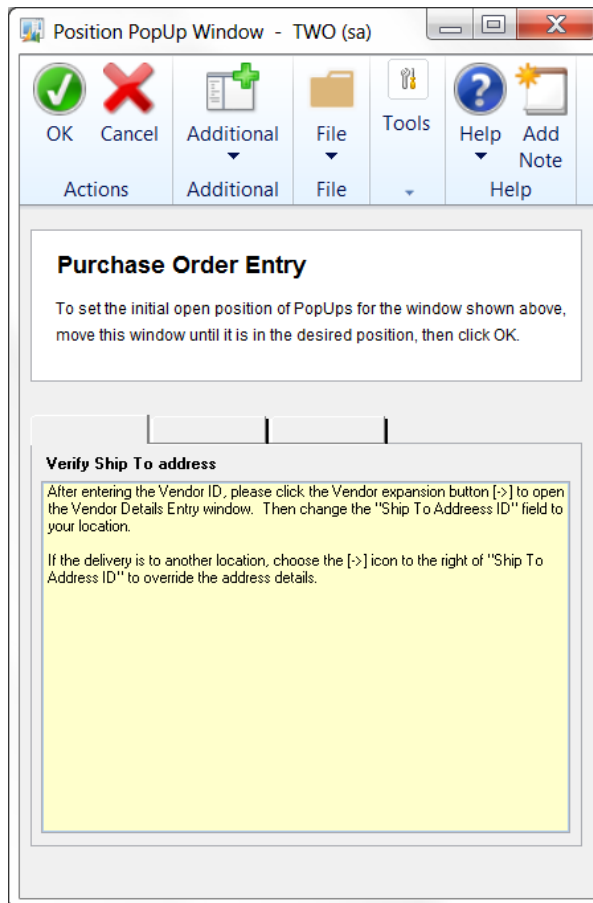 Position PopUp Window - TWO (sa)
OK
Cancel
Additional
File
Tools
Help
Add
Note
Actions
Additional
File
Help
Purchase Order Entry
To set the initial open position of PopUps for the window shown above,
move this window until it is in the desired position, then click OK.
Verify Ship To address
After entering the Vendor ID, please click the Vendor expansion button [->] to open
the Vendor Details Entry window.  Then change the "Ship To Addreess ID" field to
your location.
If the delivery is to another location, choose the [->] icon to the right of "Ship To
Address ID" to override the address details.